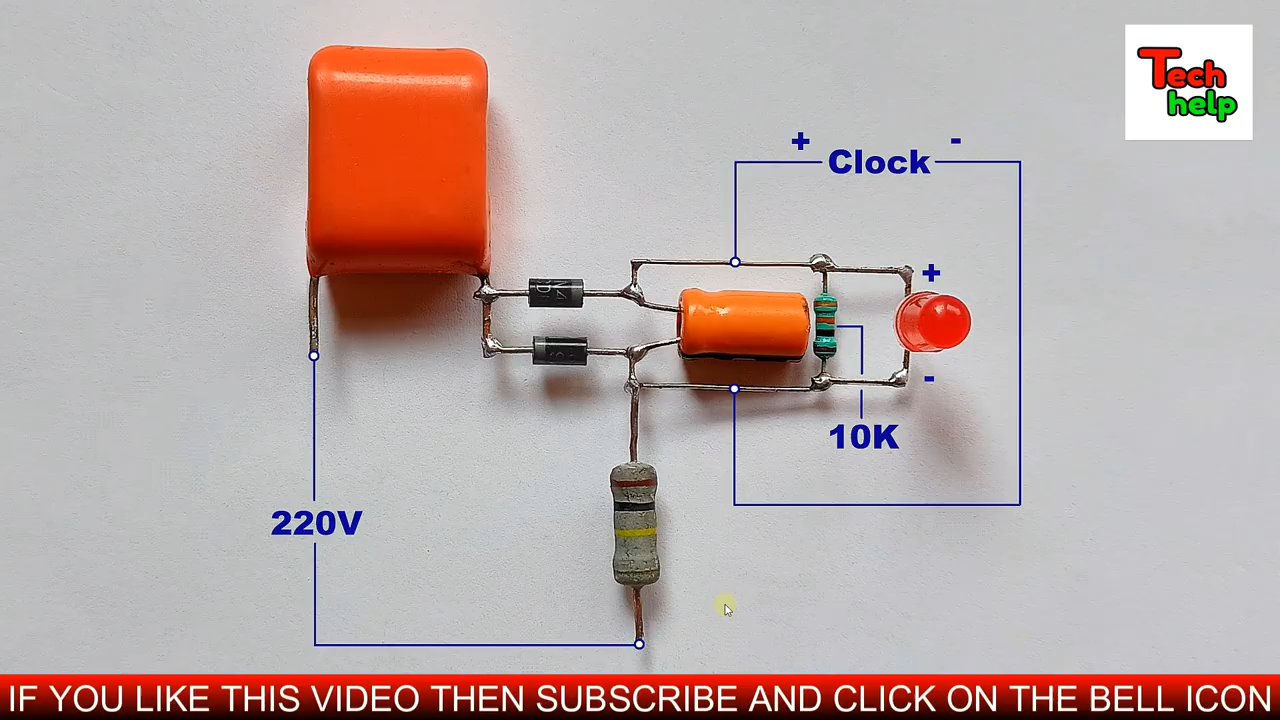 Tech
help
+ -
Clock
+
-
10K
220V
IF YOU LIKE THIS VIDEO THEN SUBSCRIBE AND CLICK ON THE BELL ICON